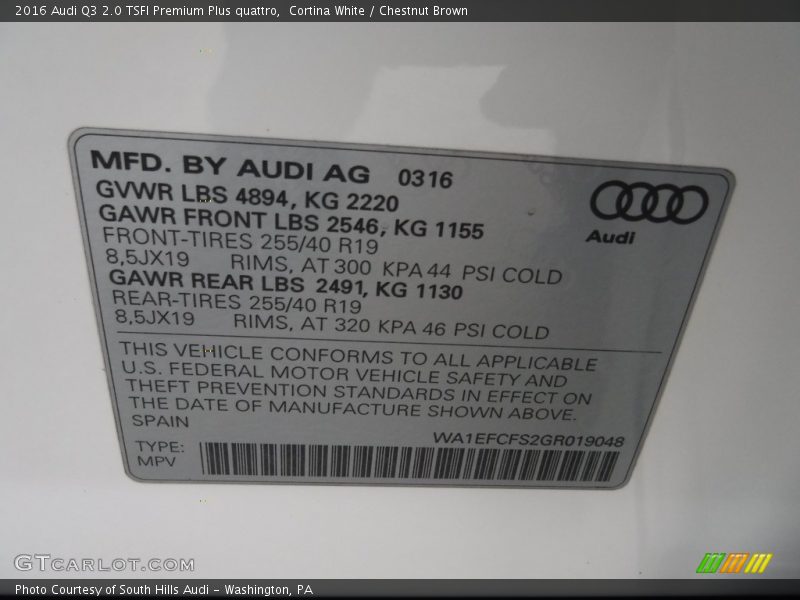 2016 Audi Q3 2.0 TSFI Premium Plus quattro, Cortina White / Chestnut Brown
MFD. BY AUDI AG 0316
GVWR LBS 4894, KG 2220
GAWR FRONT LBS 2546, KG 1155
FRONT-TIRES 255/40 R19
8,5JX19 RIMS, AT 300 KPA 44 PSI COLD
GAWR REAR LBS 2491, KG 1130
REAR-TIRES 255/40 R19
8,5JX19 RIMS, AT 320 KPA 46 PSI COLD
Audi
THIS VEHICLE CONFORMS TO ALL APPLICABLE
U.S. FEDERAL MOTOR VEHICLE SAFETY AND
THEFT PREVENTION STANDARDS IN EFFECT ON
THE DATE OF MANUFACTURE SHOWN ABOVE.
SPAIN
WA1EFCFS2GR019048
TYPE:
MPV
GTCARLOT.COM
Photo Courtesy of South Hills Audi - Washington, PA